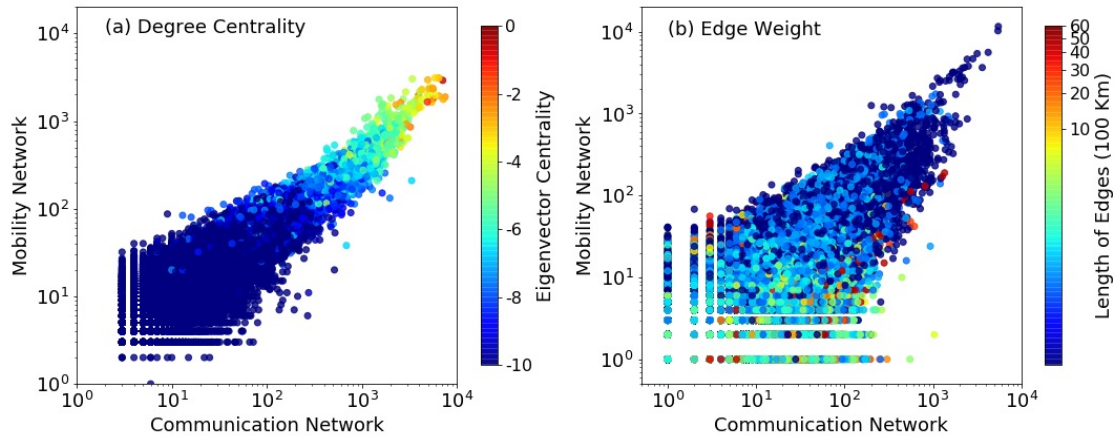 (a) Degree Centrality
Mobility Network
10^4
10^3
10^2
10^1
10^0
10^0 10^1 10^2 10^3 10^4
Communication Network
0
-2
-4
-6
-8
-10
Eigenvector Centrality
(b) Edge Weight
Mobility Network
10^4
10^3
10^2
10^1
10^0
10^0 10^1 10^2 10^3 10^4
Communication Network
60
50
40
30
20
10
Length of Edges (100 Km)